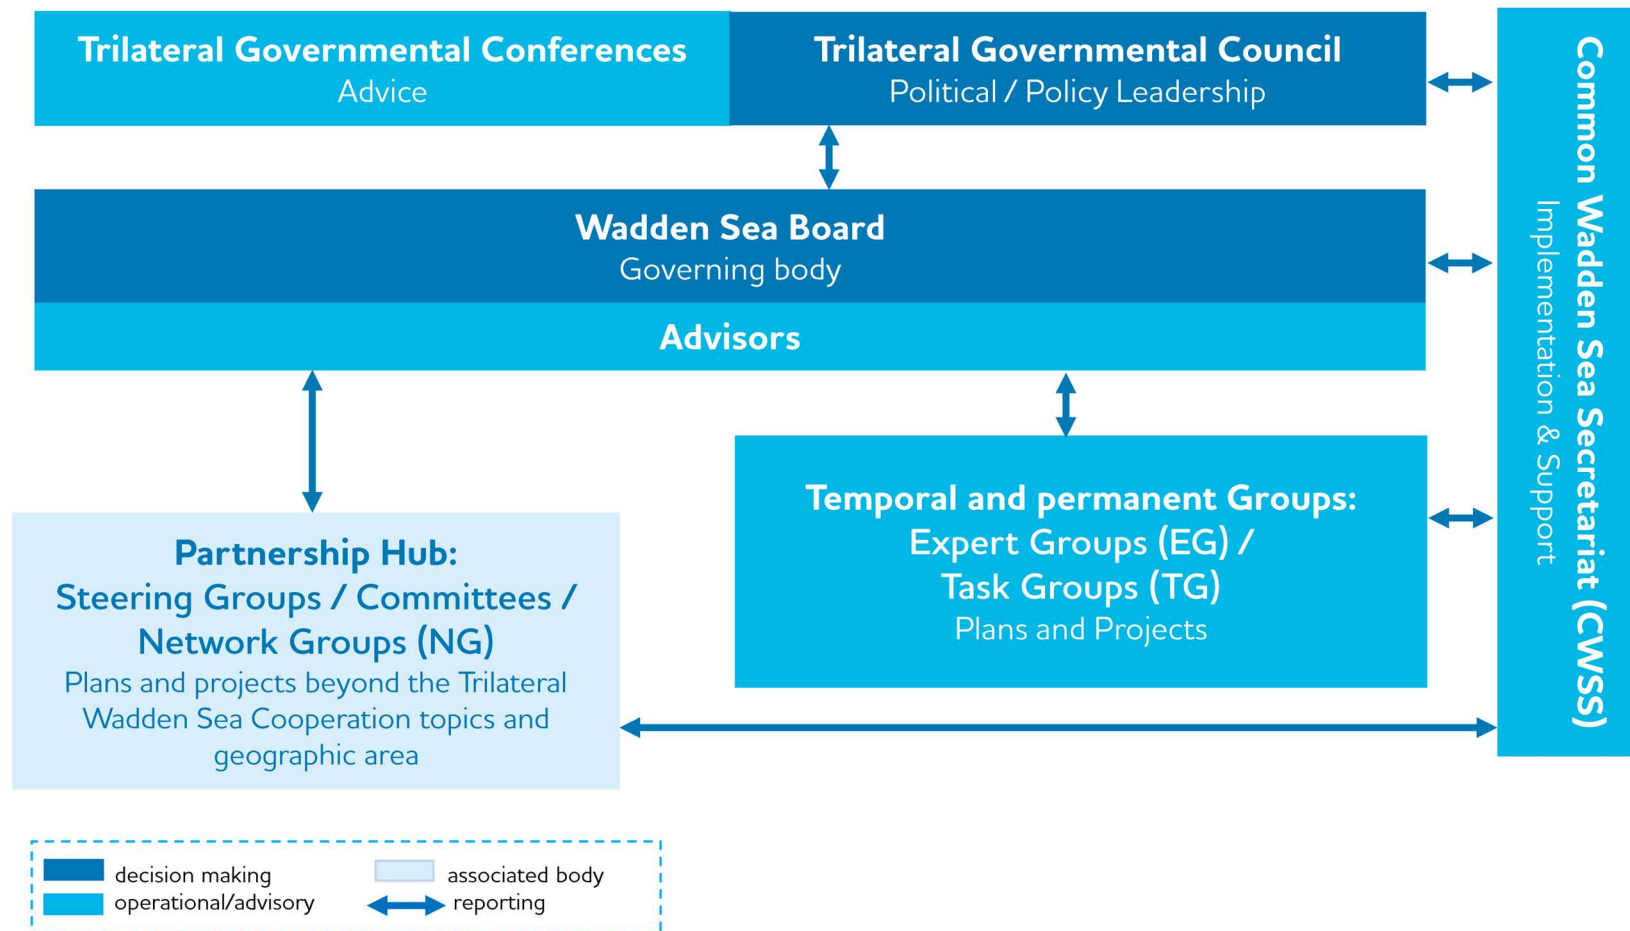 Trilateral Governmental Conferences
Advice
Trilateral Governmental Council
Political / Policy Leadership
Wadden Sea Board
Governing body
Advisors
Partnership Hub:
Steering Groups / Committees /
Network Groups (NG)
Plans and projects beyond the Trilateral
Wadden Sea Cooperation topics and
geographic area
Temporal and permanent Groups:
Expert Groups (EG) /
Task Groups (TG)
Plans and Projects
Common Wadden Sea Secretariat (CWSS)
Implementation & Support
decision making
operational/advisory
associated body
reporting